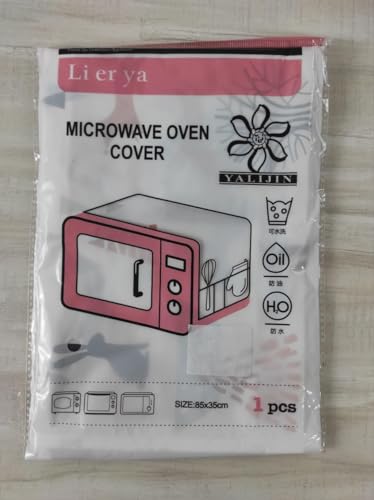 Li er ya
MICROWAVE OVEN
COVER
YALIJIN
可水洗
Oil
防油
H₂O
防水
SIZE:85x35cm
1 pcs